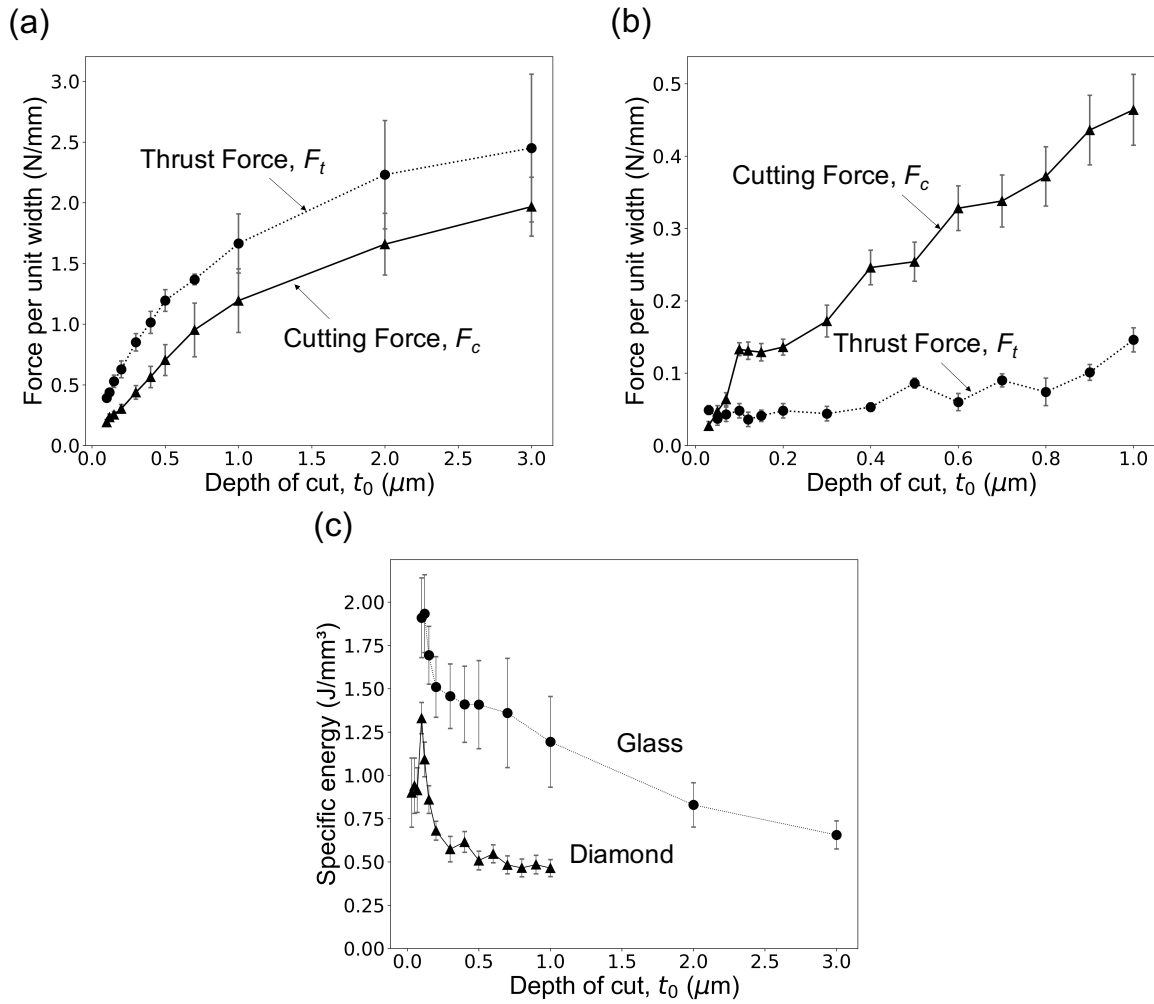 (a)
Force per unit width (N/mm)
3.0
2.5
2.0
1.5
1.0
0.5
0.0
Thrust Force, Fₜ
Cutting Force, F_c
0.0 0.5 1.0 1.5 2.0 2.5 3.0
Depth of cut, t₀ (μm)
(b)
Force per unit width (N/mm)
0.5
0.4
0.3
0.2
0.1
0.0
Cutting Force, F_c
Thrust Force, Fₜ
0.0 0.2 0.4 0.6 0.8 1.0
Depth of cut, t₀ (μm)
(c)
Specific energy (J/mm³)
2.00
1.75
1.50
1.25
1.00
0.75
0.50
0.25
0.00
Glass
Diamond
0.0 0.5 1.0 1.5 2.0 2.5 3.0
Depth of cut, t₀ (μm)